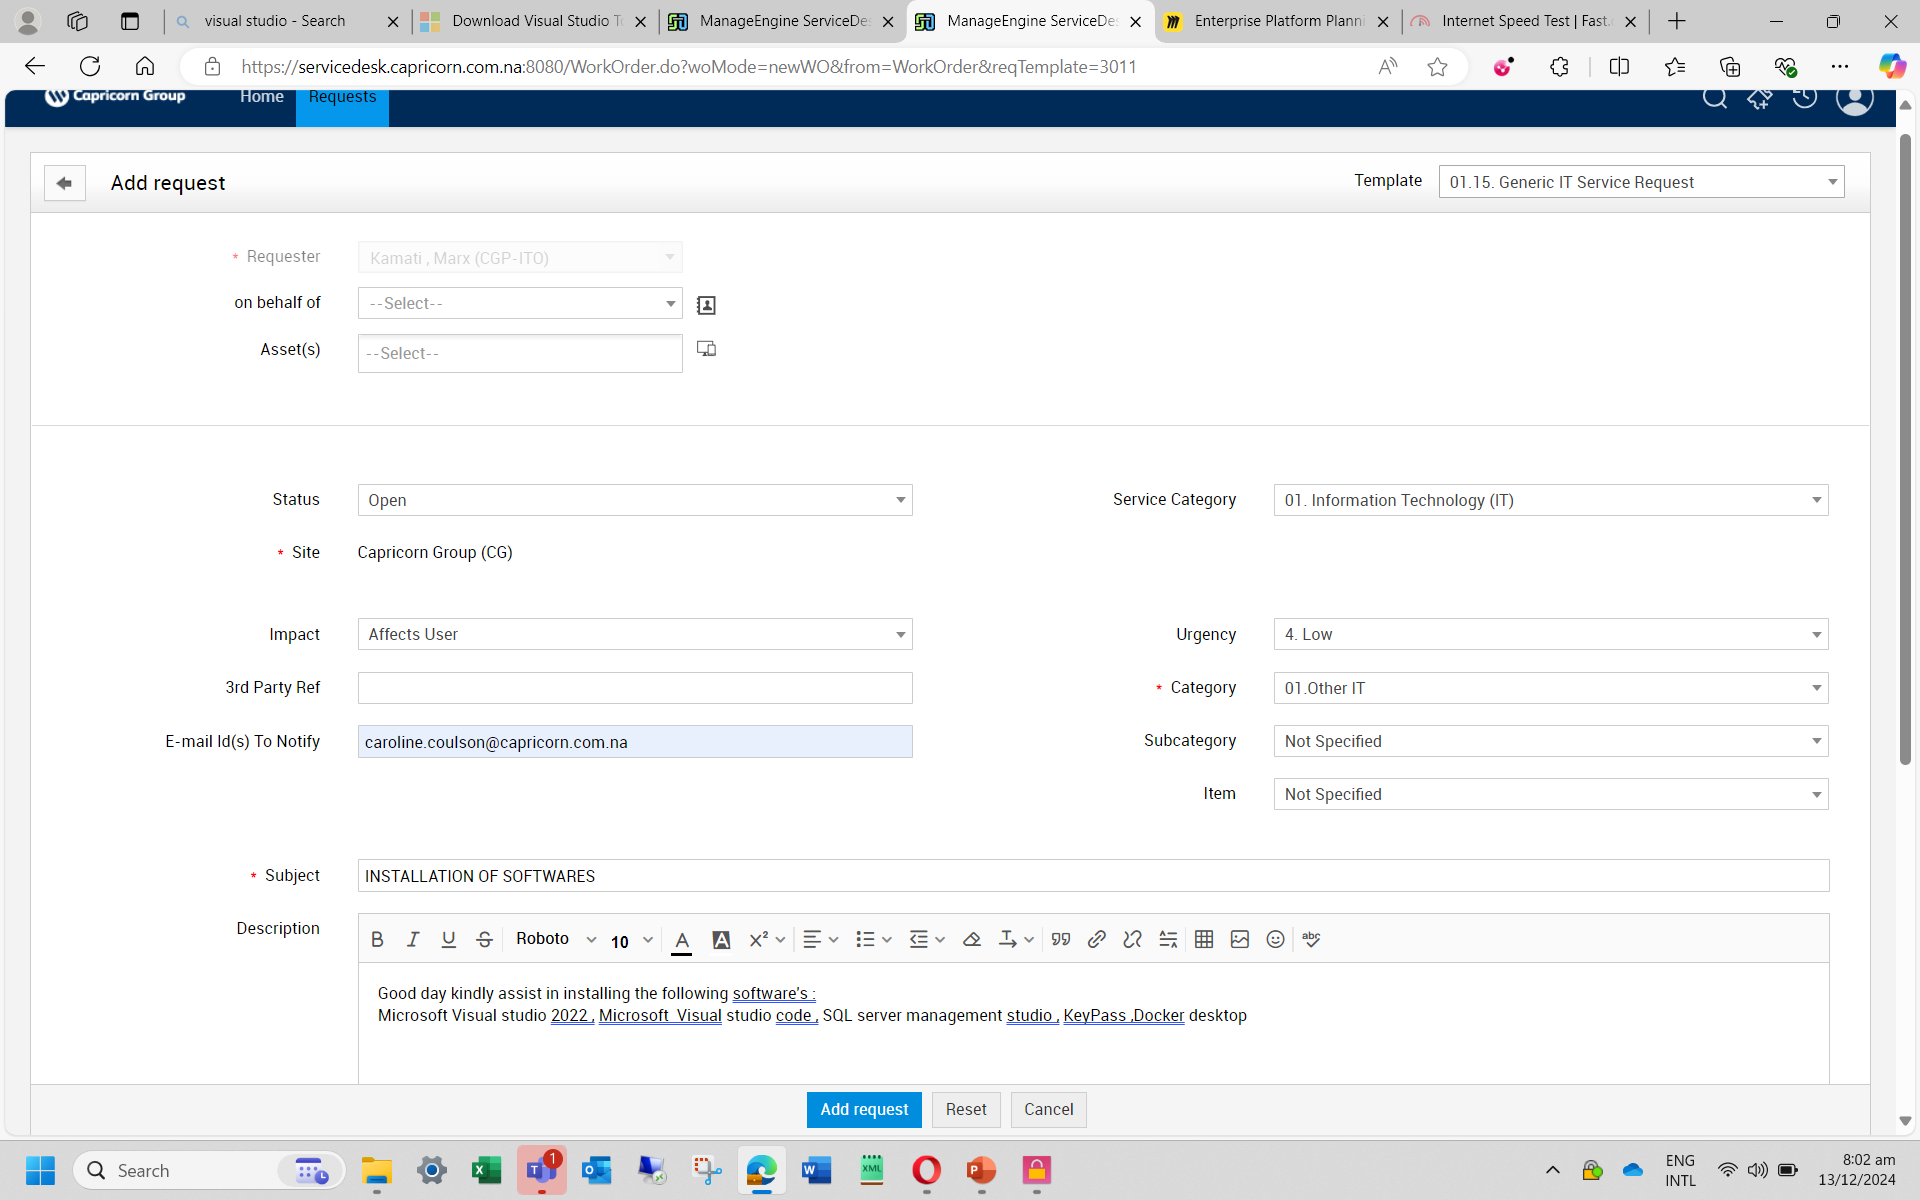 visual studio - Search
Download Visual Studio T
ManageEngine ServiceDes
ManageEngine ServiceDes
Enterprise Platform Planni
Internet Speed Test | Fast.
https://servicedesk.capricorn.com.na:8080/WorkOrder.do?woMode=newWO&from=WorkOrder&reqTemplate=3011
Capricorn Group
Home
Requests
Add request
Template
01.15. Generic IT Service Request
* Requester
Kamati , Marx (CGP-ITO)
on behalf of
--Select--
Asset(s)
--Select--
Status
Open
Service Category
01. Information Technology (IT)
* Site
Capricorn Group (CG)
Impact
Affects User
Urgency
4. Low
3rd Party Ref
* Category
01.Other IT
E-mail Id(s) To Notify
caroline.coulson@capricorn.com.na
Subcategory
Not Specified
Item
Not Specified
* Subject
INSTALLATION OF SOFTWARES
Description
Roboto
10
Good day kindly assist in installing the following software's :
Microsoft Visual studio 2022 , Microsoft  Visual studio code , SQL server management studio , KeyPass ,Docker desktop
Add request
Reset
Cancel
Search
1
ENG
INTL
8:02 am
13/12/2024